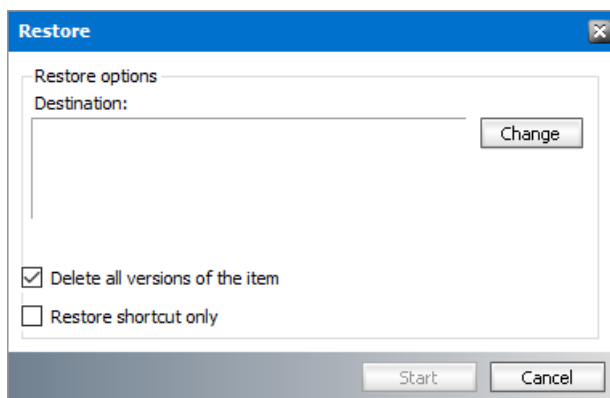 Restore
Restore options
Destination:
Change
Delete all versions of the item
Restore shortcut only
Start
Cancel